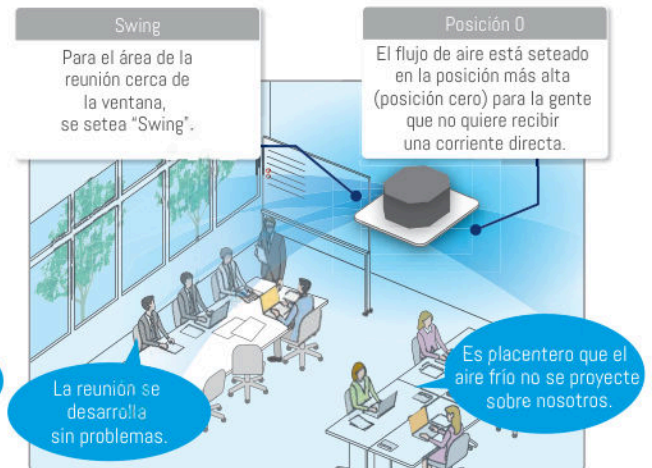 Swing
Para el área de la
reunión cerca de
la ventana,
se setea “Swing”.
Posición 0
El flujo de aire está seteado
en la posición más alta
(posición cero) para la gente
que no quiere recibir
una corriente directa.
La reunión se
desarrolla
sin problemas.
Es placentero que el
aire frío no se proyecte
sobre nosotros.